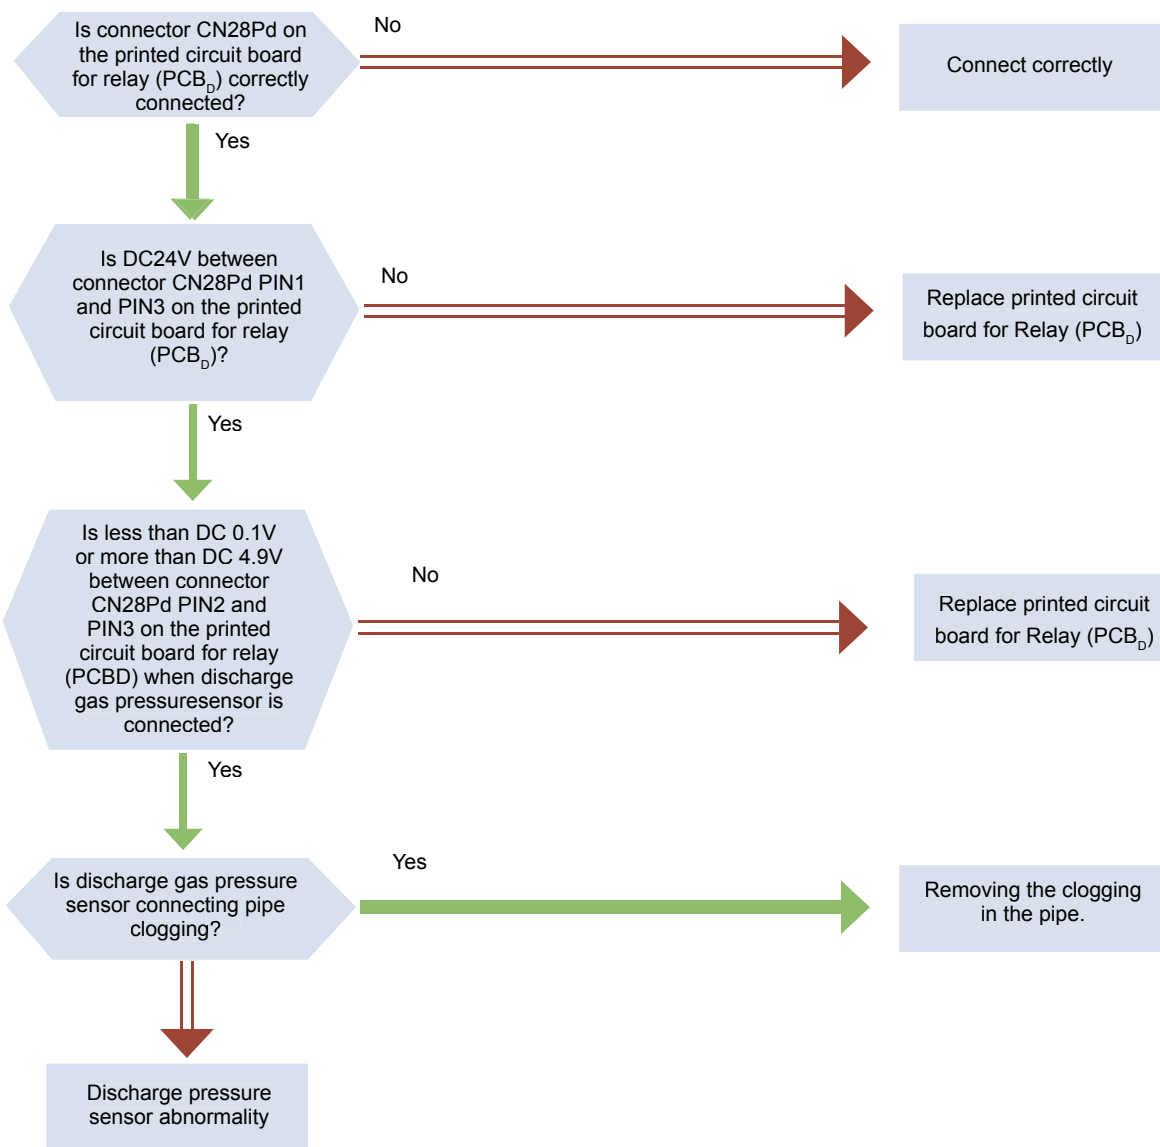 Is connector CN28Pd on
the printed circuit board
for relay (PCBD) correctly
connected?
No
Connect correctly
Yes
Is DC24V between
connector CN28Pd PIN1
and PIN3 on the printed
circuit board for relay
(PCBD)?
No
Replace printed circuit
board for Relay (PCBD)
Yes
Is less than DC 0.1V
or more than DC 4.9V
between connector
CN28Pd PIN2 and
PIN3 on the printed
circuit board for relay
(PCBD) when discharge
gas pressuresensor is
connected?
No
Replace printed circuit
board for Relay (PCBD)
Yes
Is discharge gas pressure
sensor connecting pipe
clogging?
Yes
Removing the clogging
in the pipe.
Discharge pressure
sensor abnormality